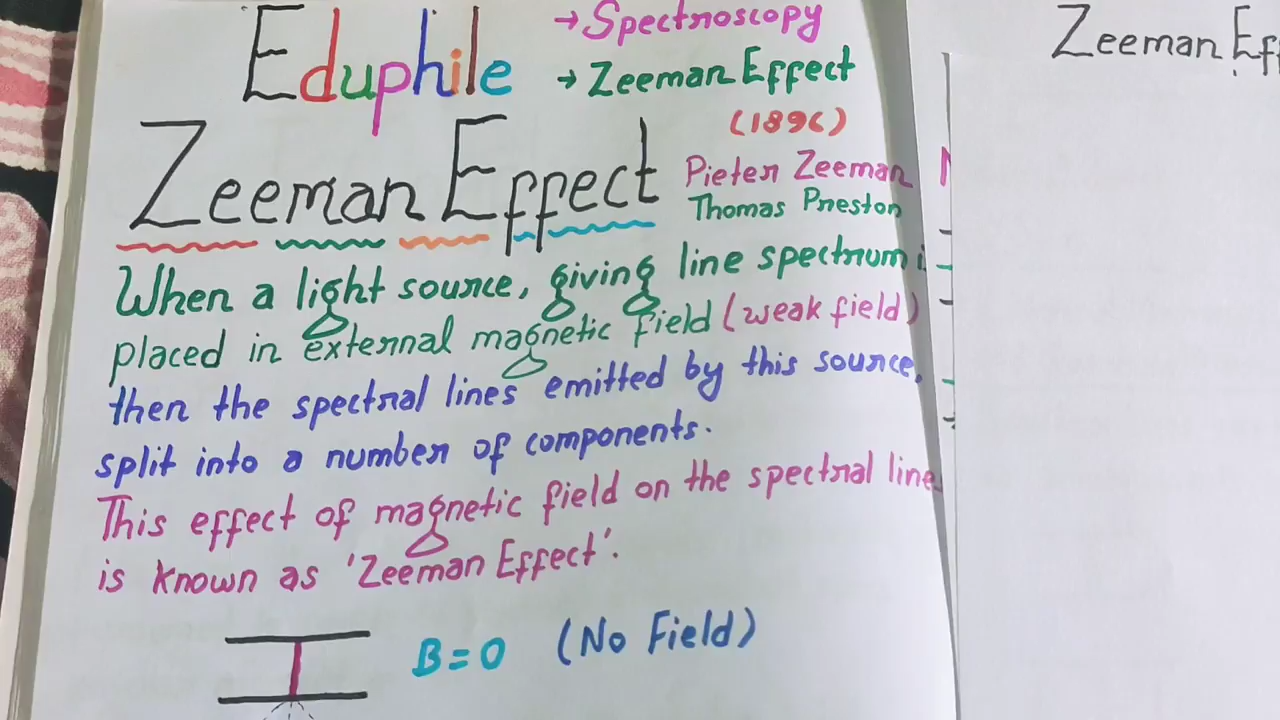 Eduphile
→ Spectroscopy
→ Zeeman Effect
(1896)
Zeeman Effect
Pieter Zeeman
Thomas Preston
When a light source, giving line spectrum
placed in external magnetic field (weak field)
then the spectral lines emitted by this source,
split into a number of components.
This effect of magnetic field on the spectral line
is known as 'Zeeman Effect'.
B=0 (No Field)
Zeeman